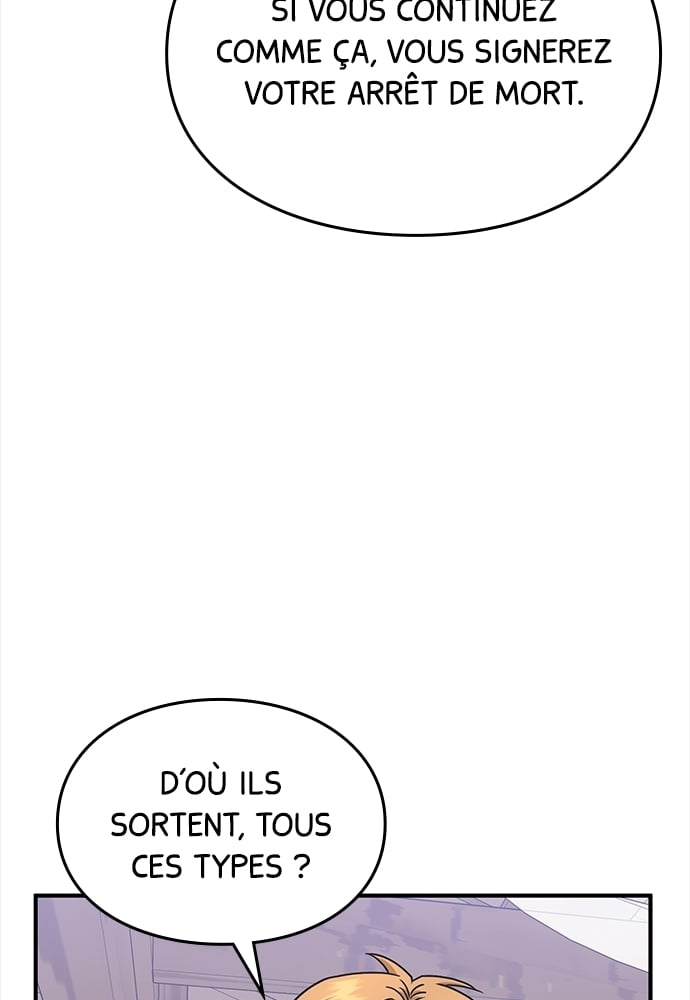 SI VOUS CONTINUEZ
COMME ÇA, VOUS SIGNEREZ
VOTRE ARRÊT DE MORT.
D'OÙ ILS
SORTENT, TOUS
CES TYPES ?